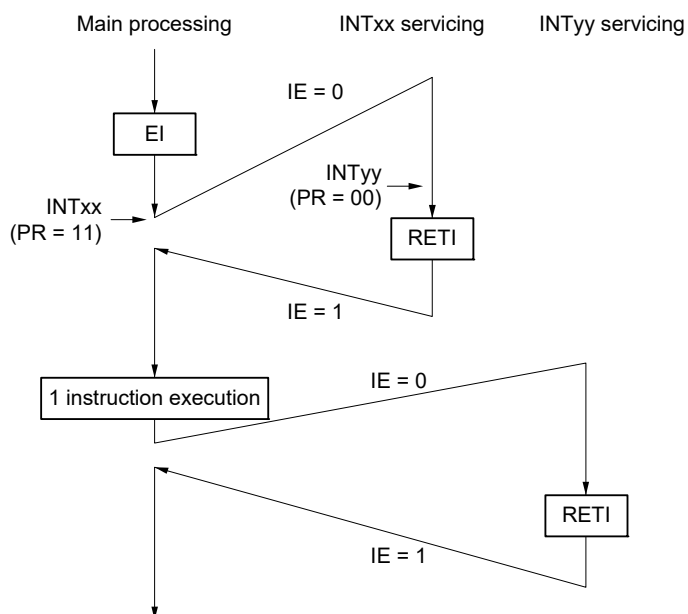 Main processing
INTxx servicing
INTyy servicing
IE = 0
EI
INTyy
(PR = 00)
INTxx
(PR = 11)
RETI
IE = 1
IE = 0
1 instruction execution
RETI
IE = 1